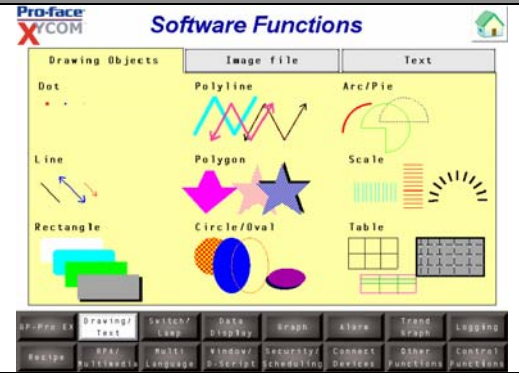 Pro-face
XYCOM
Software Functions
Drawing Objects
Image file
Text
Dot
Polyline
Arc/Pie
Line
Polygon
Scale
Rectangle
Circle/Oval
Table
GP-Pro EX
Drawing/
Text
Switch/
Lamp
Data
Display
Graph
Alarm
Trend
Graph
Logging
Recipe
RPA/
Multimedia
Multi
Language
Window/
D-Script
Security/
Scheduling
Connect
Devices
Other
Functions
Control
Functions